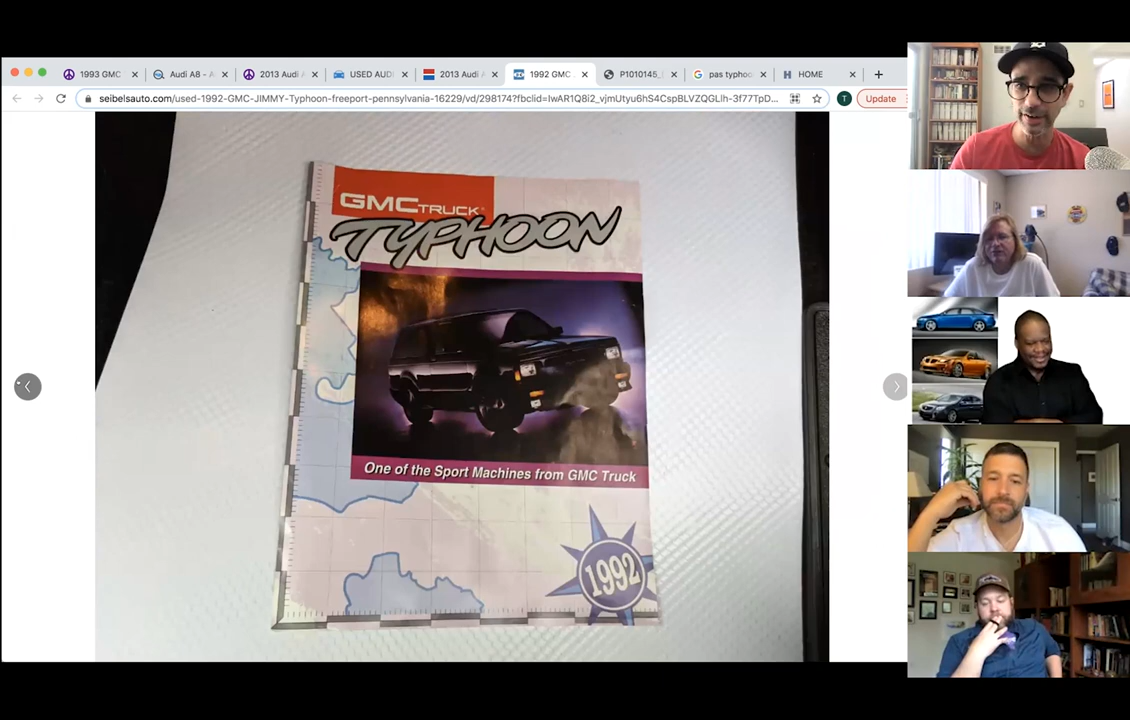 1993 GMC
Audi A8 - A
2013 Audi
USED AUDI
2013 Audi A
1992 GMC
P1010145_
pas typhoo
HOME
seibelsauto.com/used-1992-GMC-JIMMY-Typhoon-freeport-pennsylvania-16229/vd/298174?fbclid=IwAR1Q8i2_vjmUtyu6hS4CspBLVZQGLlh-3f77TpD...
T
Update
GMC TRUCK
TYPHOON
One of the Sport Machines from GMC Truck
1992